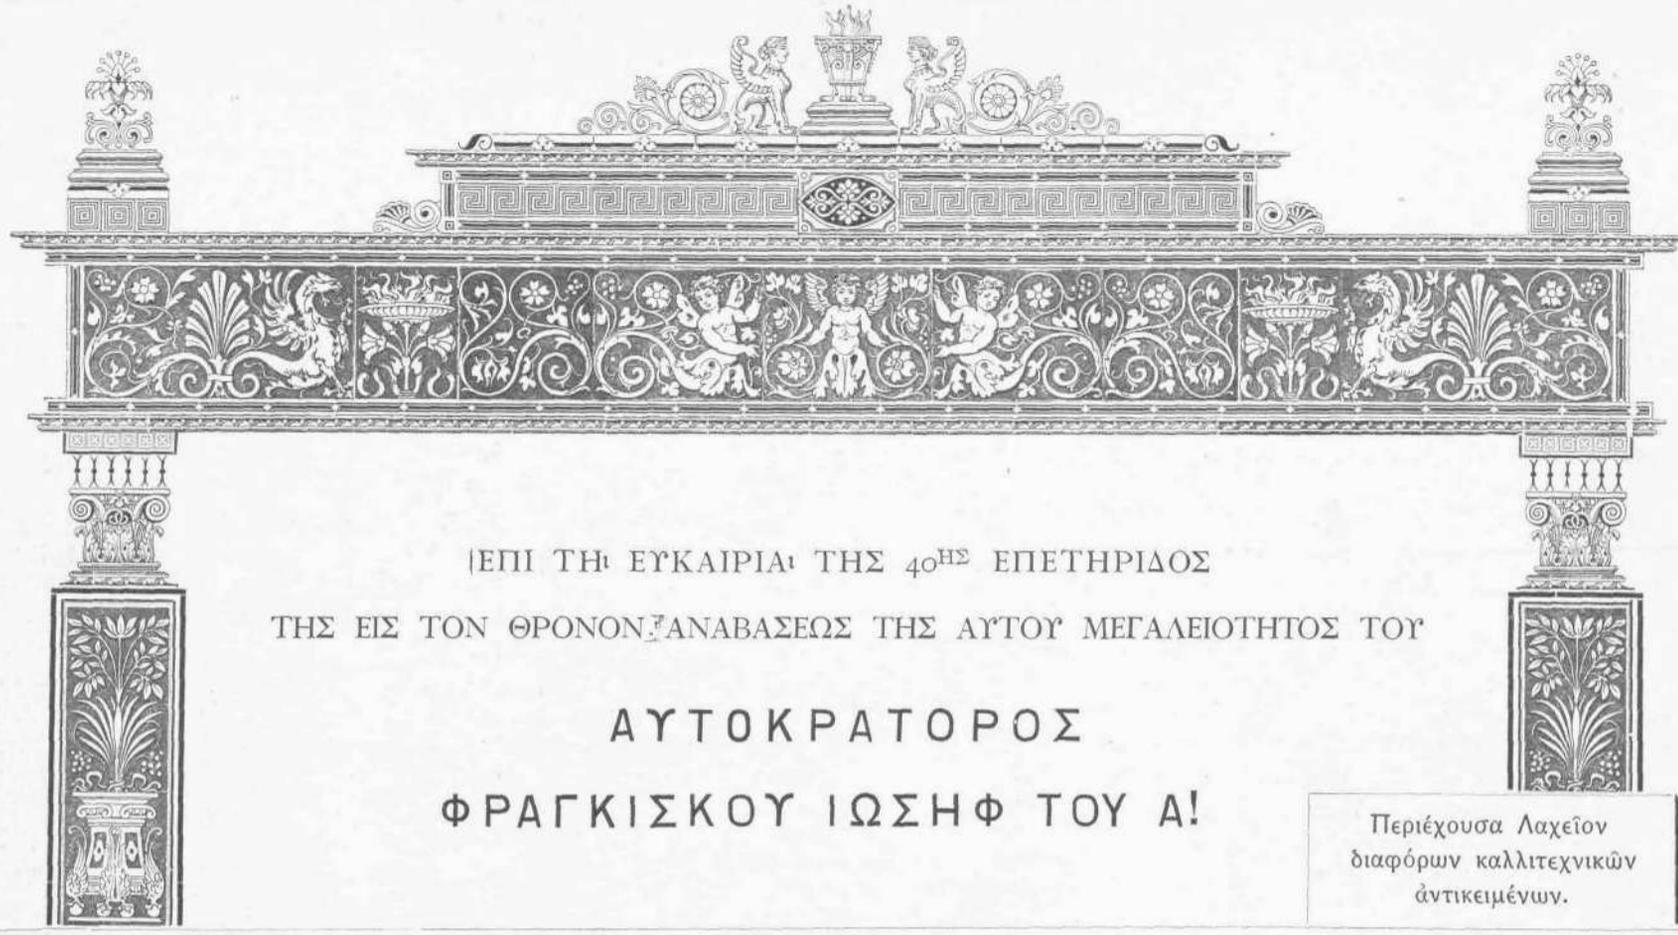 ΕΠΙ ΤΗι ΕΥΚΑΙΡΙΑι ΤΗΣ 40ΗΣ ΕΠΕΤΗΡΙΔΟΣ
ΤΗΣ ΕΙΣ ΤΟΝ ΘΡΟΝΟΝ ΑΝΑΒΑΣΕΩΣ ΤΗΣ ΑΥΤΟΥ ΜΕΓΑΛΕΙΟΤΗΤΟΣ ΤΟΥ
ΑΥΤΟΚΡΑΤΟΡΟΣ
ΦΡΑΓΚΙΣΚΟΥ ΙΩΣΗΦ ΤΟΥ Α!
Περιέχουσα Λαχεῖον
διαφόρων καλλιτεχνικῶν
ἀντικειμένων.